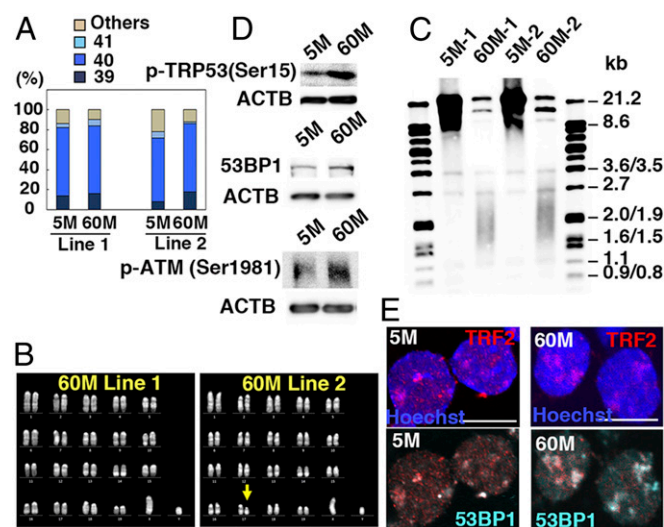 A
Others
41
40
39
(%)
100
80
60
40
20
0
5M 60M 5M 60M
Line 1 Line 2
D
5M 60M
p-TRP53(Ser15)
ACTB
5M 60M
53BP1
ACTB
5M 60M
p-ATM (Ser1981)
ACTB
C
5M-1 60M-1 5M-2 60M-2 kb
21.2
8.6
3.6/3.5
2.7
2.0/1.9
1.6/1.5
1.1
0.9/0.8
B
60M Line 1 60M Line 2
E
5M TRF2 60M TRF2
Hoechst Hoechst
5M 60M
53BP1 53BP1